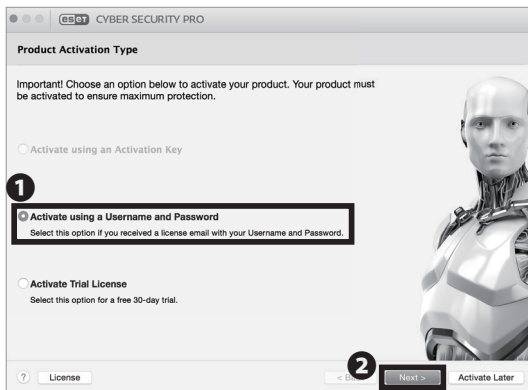 eset CYBER SECURITY PRO
Product Activation Type
Important! Choose an option below to activate your product. Your product must
be activated to ensure maximum protection.
Activate using an Activation Key
1
Activate using a Username and Password
Select this option if you received a license email with your Username and Password.
Activate Trial License
Select this option for a free 30-day trial.
2
? License < B Next > Activate Later